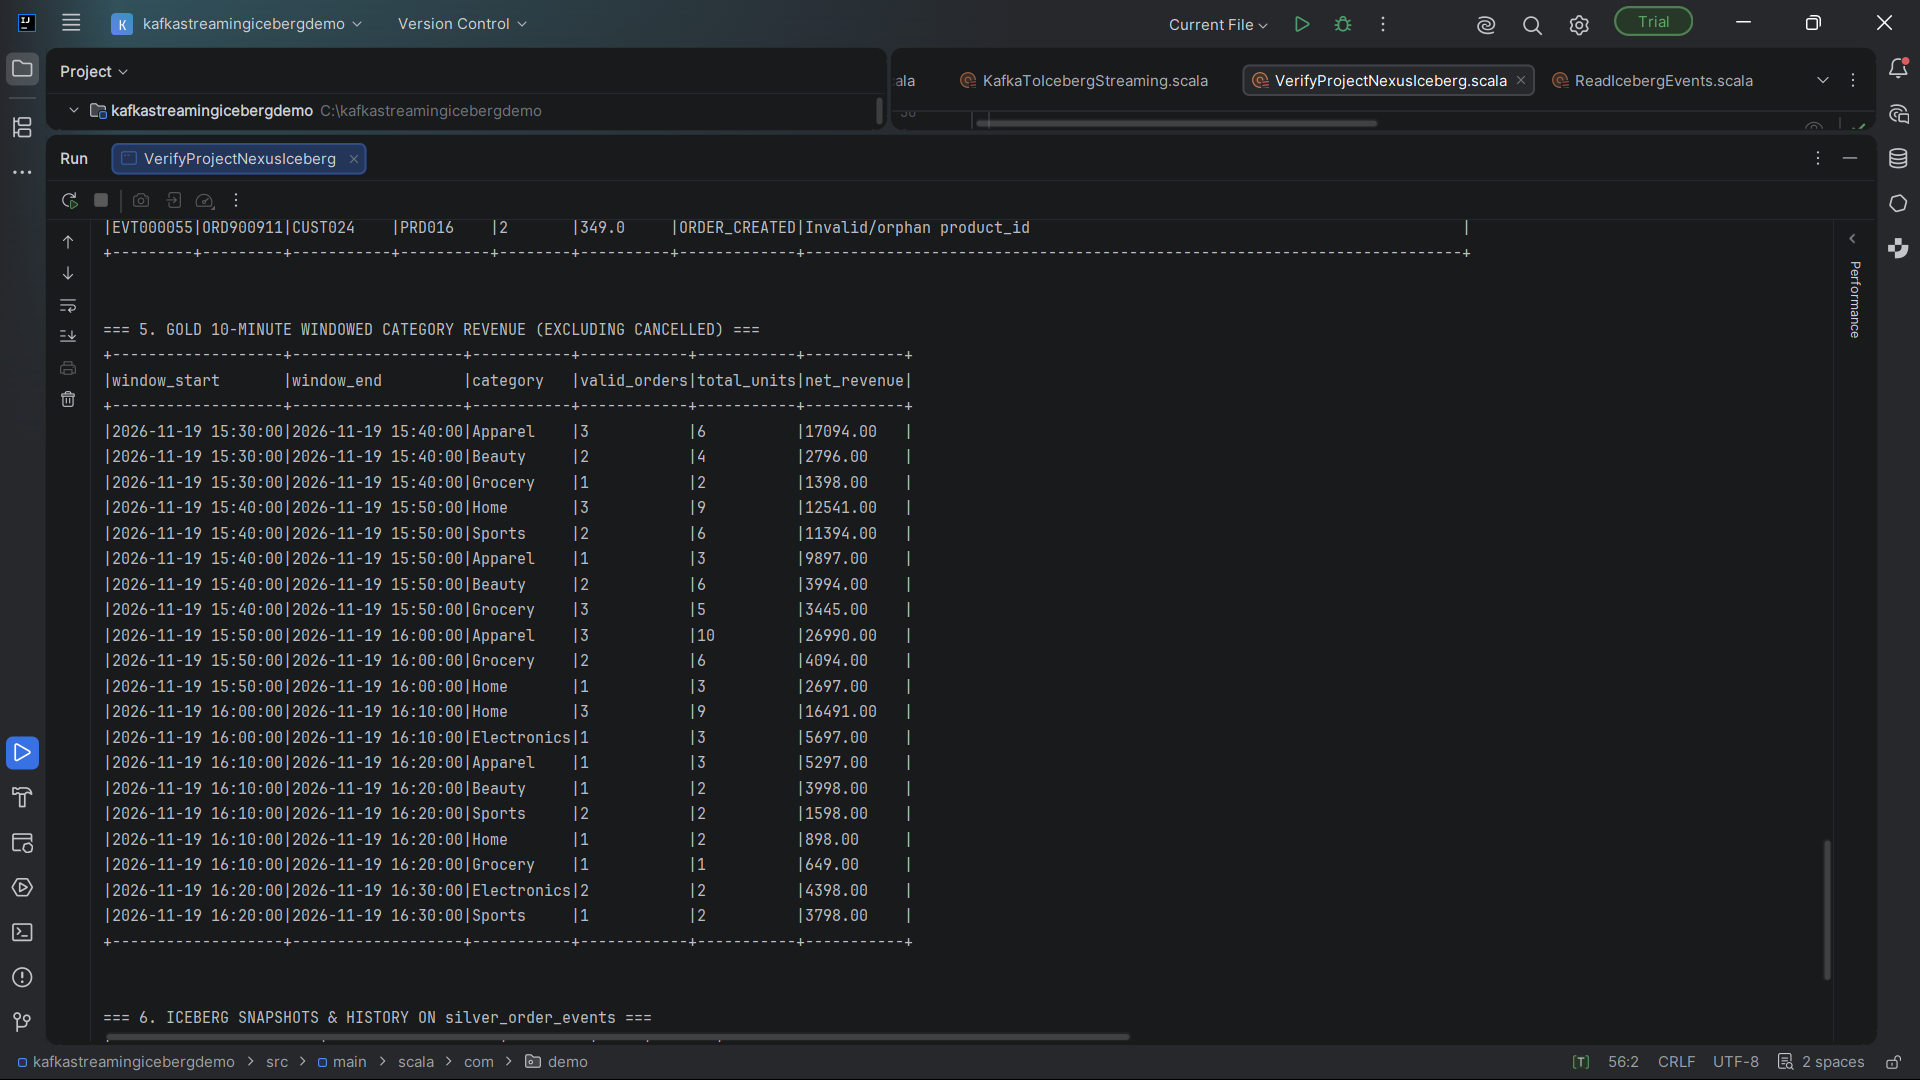 kafkastreamingicebergdemo Version Control Current File Trial
Project
ala KafkaToIcebergStreaming.scala VerifyProjectNexusIceberg.scala ReadIcebergEvents.scala
kafkastreamingicebergdemo C:\kafkastreamingicebergdemo
Run VerifyProjectNexusIceberg
|EVT000055|ORD900911|CUST024    |PRD016    |2       |349.0     |ORDER_CREATED|Invalid/orphan product_id                                                |
+---------+---------+-----------+----------+--------+----------+-------------+-------------------------------------------------------------------------+
=== 5. GOLD 10-MINUTE WINDOWED CATEGORY REVENUE (EXCLUDING CANCELLED) ===
+-------------------+-------------------+-----------+------------+-----------+-----------+
|window_start       |window_end         |category   |valid_orders|total_units|net_revenue|
+-------------------+-------------------+-----------+------------+-----------+-----------+
|2026-11-19 15:30:00|2026-11-19 15:40:00|Apparel    |3           |6          |17094.00   |
|2026-11-19 15:30:00|2026-11-19 15:40:00|Beauty     |2           |4          |2796.00    |
|2026-11-19 15:30:00|2026-11-19 15:40:00|Grocery    |1           |2          |1398.00    |
|2026-11-19 15:40:00|2026-11-19 15:50:00|Home       |3           |9          |12541.00   |
|2026-11-19 15:40:00|2026-11-19 15:50:00|Sports     |2           |6          |11394.00   |
|2026-11-19 15:40:00|2026-11-19 15:50:00|Apparel    |1           |3          |9897.00    |
|2026-11-19 15:40:00|2026-11-19 15:50:00|Beauty     |2           |6          |3994.00    |
|2026-11-19 15:40:00|2026-11-19 15:50:00|Grocery    |3           |5          |3445.00    |
|2026-11-19 15:50:00|2026-11-19 16:00:00|Apparel    |3           |10         |26990.00   |
|2026-11-19 15:50:00|2026-11-19 16:00:00|Grocery    |2           |6          |4094.00    |
|2026-11-19 15:50:00|2026-11-19 16:00:00|Home       |1           |3          |2697.00    |
|2026-11-19 16:00:00|2026-11-19 16:10:00|Home       |3           |9          |16491.00   |
|2026-11-19 16:00:00|2026-11-19 16:10:00|Electronics|1           |3          |5697.00    |
|2026-11-19 16:10:00|2026-11-19 16:20:00|Apparel    |1           |3          |5297.00    |
|2026-11-19 16:10:00|2026-11-19 16:20:00|Beauty     |1           |2          |3998.00    |
|2026-11-19 16:10:00|2026-11-19 16:20:00|Sports     |2           |2          |1598.00    |
|2026-11-19 16:10:00|2026-11-19 16:20:00|Home       |1           |2          |898.00     |
|2026-11-19 16:10:00|2026-11-19 16:20:00|Grocery    |1           |1          |649.00     |
|2026-11-19 16:20:00|2026-11-19 16:30:00|Electronics|2           |2          |4398.00    |
|2026-11-19 16:20:00|2026-11-19 16:30:00|Sports     |1           |2          |3798.00    |
+-------------------+-------------------+-----------+------------+-----------+-----------+
=== 6. ICEBERG SNAPSHOTS & HISTORY ON silver_order_events ===
Performance
kafkastreamingicebergdemo > src > main > scala > com > demo 56:2 CRLF UTF-8 2 spaces